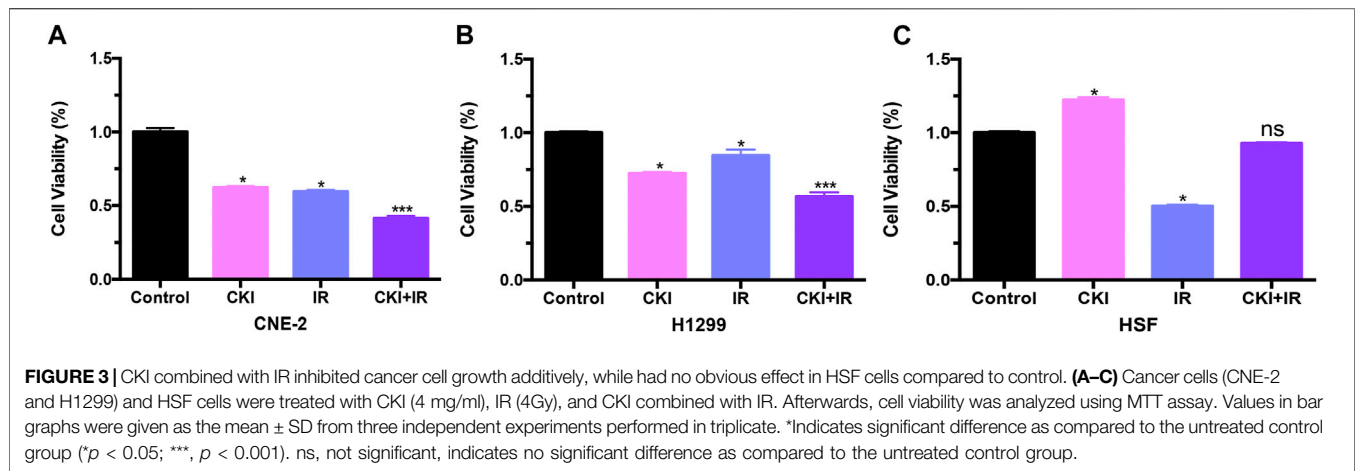 A
Cell Viability (%)
1.5
1.0
0.5
0.0
*
*
***
Control
CKI
IR
CKI+IR
CNE-2
B
Cell Viability (%)
1.5
1.0
0.5
0.0
*
*
***
Control
CKI
IR
CKI+IR
H1299
C
Cell Viability (%)
1.5
1.0
0.5
0.0
*
*
ns
Control
CKI
IR
CKI+IR
HSF
FIGURE 3 | CKI combined with IR inhibited cancer cell growth additively, while had no obvious effect in HSF cells compared to control. (A–C) Cancer cells (CNE-2
and H1299) and HSF cells were treated with CKI (4 mg/ml), IR (4Gy), and CKI combined with IR. Afterwards, cell viability was analyzed using MTT assay. Values in bar
graphs were given as the mean ± SD from three independent experiments performed in triplicate. *Indicates significant difference as compared to the untreated control
group (*p < 0.05; ***, p < 0.001). ns, not significant, indicates no significant difference as compared to the untreated control group.